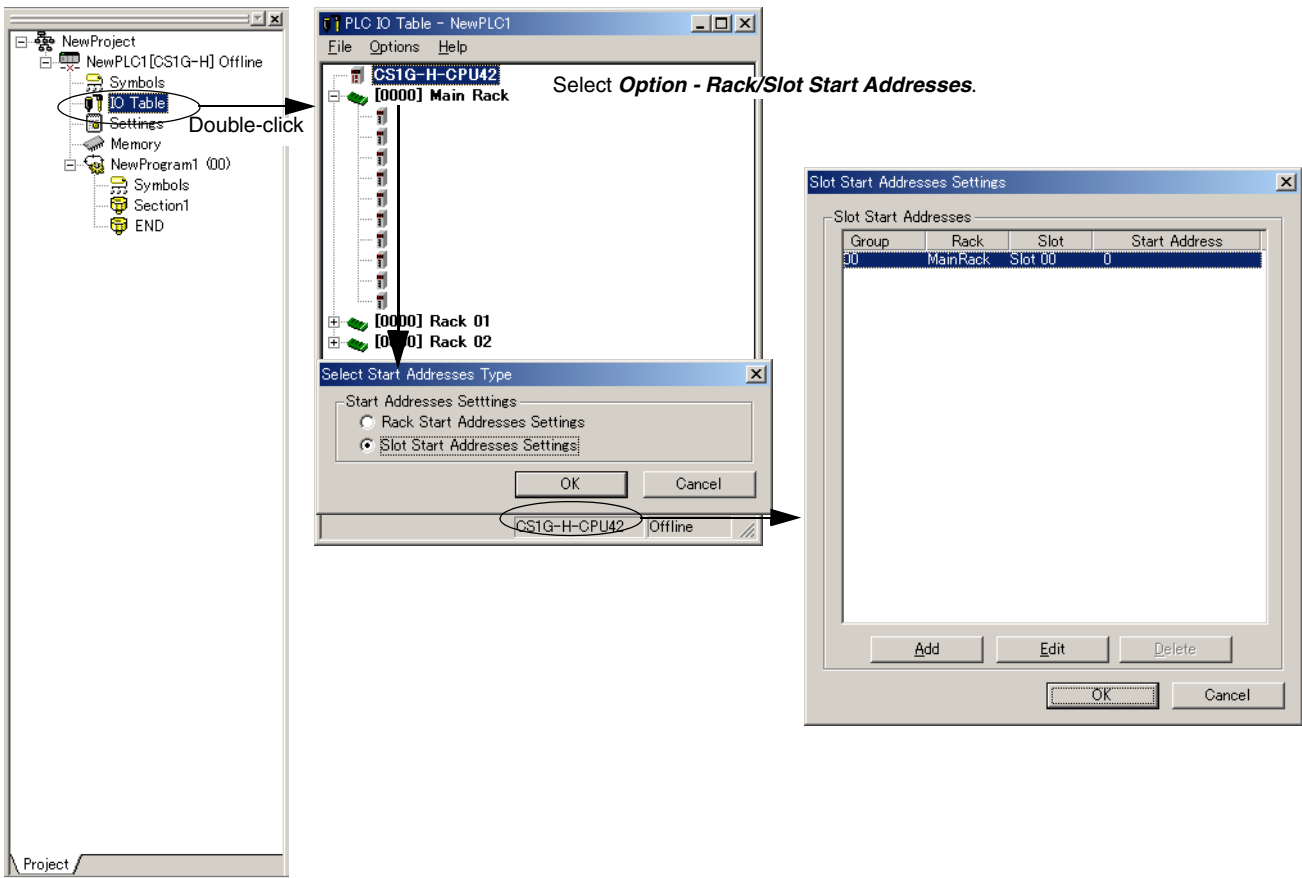 NewProject
NewPLC1[CS1G-H] Offline
Symbols
IO Table
Settings
Memory
NewProgram1 (00)
Symbols
Section1
END
Project
Double-click
PLC IO Table - NewPLC1
File Options Help
CS1G-H-CPU42
[0000] Main Rack
[0000] Rack 01
[0000] Rack 02
Select Option - Rack/Slot Start Addresses.
Select Start Addresses Type
Start Addresses Setttings
Rack Start Addresses Settings
Slot Start Addresses Settings
OK Cancel
CS1G-H-CPU42 Offline
Slot Start Addresses Settings
Slot Start Addresses
Group Rack Slot Start Address
00 MainRack Slot 00 0
Add Edit Delete
OK Cancel